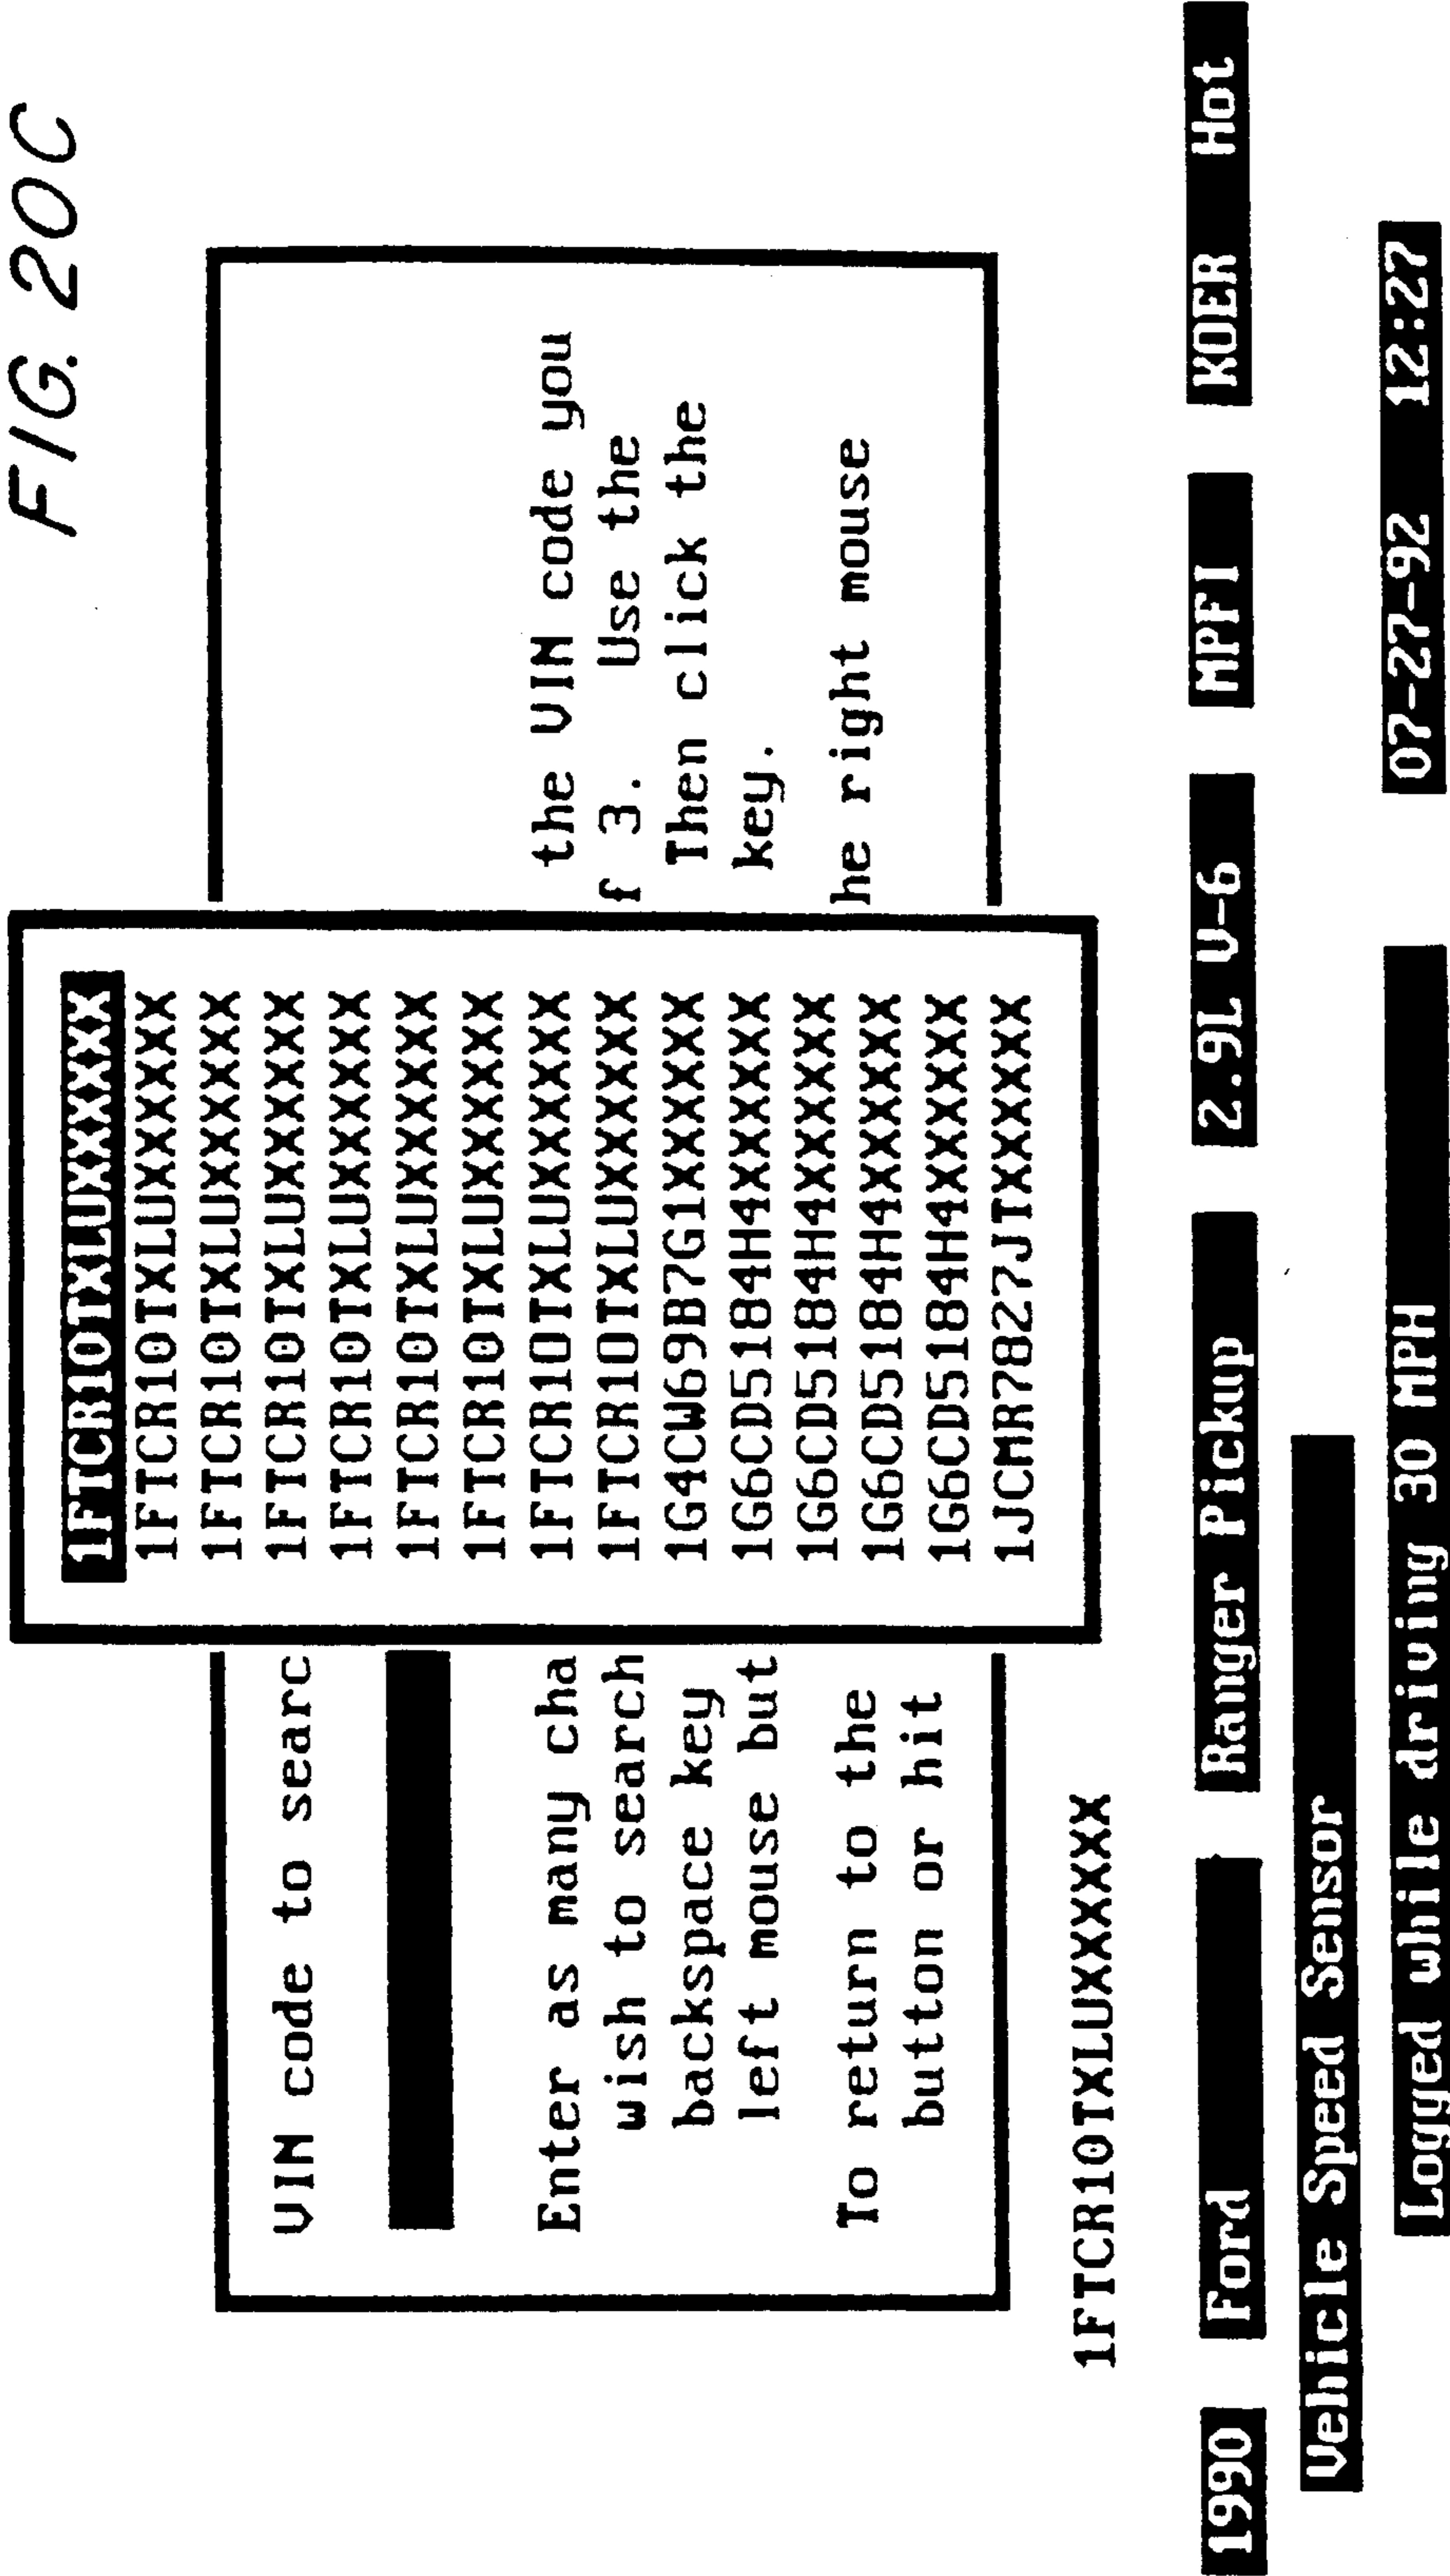 FIG. 20C
1FTCR10TXLUXXXXXX
1FTCR10TXLUXXXXXX
1FTCR10TXLUXXXXXX
1FTCR10TXLUXXXXXX
1FTCR10TXLUXXXXXX
1FTCR10TXLUXXXXXX
1FTCR10TXLUXXXXXX
1FTCR10TXLUXXXXXX
1FTCR10TXLUXXXXXX
1G4CW69B7G1XXXXXX
1G6CD5184H4XXXXXX
1G6CD5184H4XXXXXX
1G6CD5184H4XXXXXX
1G6CD5184H4XXXXXX
1JCMR7827JTXXXXXX
VIN code to searc
Enter as many cha
wish to search
backspace key
left mouse but
To return to the
button or hit
the VIN code you
f 3. Use the
Then click the
key.
he right mouse
1FTCR10TXLUXXXXXX
1990 Ford Ranger Pickup 2.9L V-6 MPFI KOER Hot
Vehicle Speed Sensor
Logged while driving 30 MPH 07-27-92 12:27